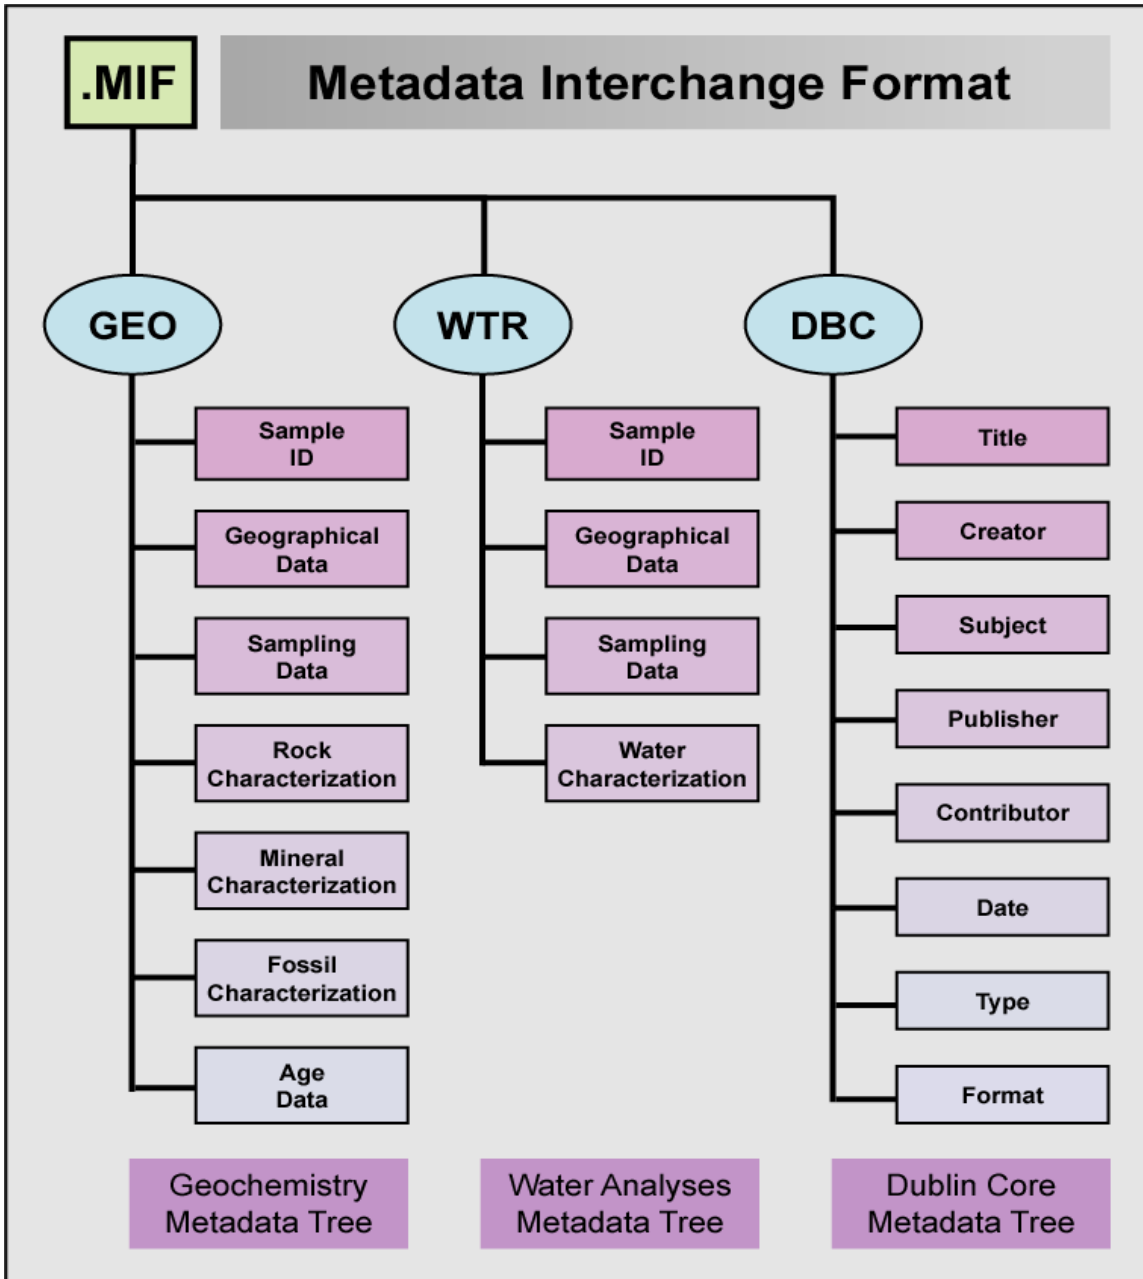 .MIF
Metadata Interchange Format
GEO
WTR
DBC
Sample
ID
Geographical
Data
Sampling
Data
Rock
Characterization
Mineral
Characterization
Fossil
Characterization
Age
Data
Sample
ID
Geographical
Data
Sampling
Data
Water
Characterization
Title
Creator
Subject
Publisher
Contributor
Date
Type
Format
Geochemistry
Metadata Tree
Water Analyses
Metadata Tree
Dublin Core
Metadata Tree